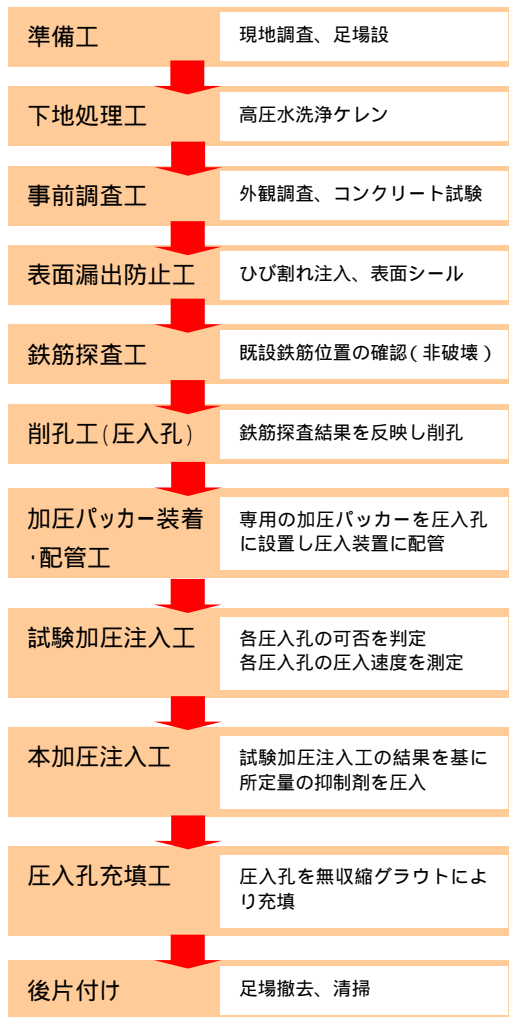 準備工
現地調査、足場設
下地処理工
高圧水洗浄ケレン
事前調査工
外観調査、コンクリート試験
表面漏出防止工
ひび割れ注入、表面シール
鉄筋探査工
既設鉄筋位置の確認(非破壊)
削孔工(圧入孔)
鉄筋探査結果を反映し削孔
加圧パッカー装着
・配管工
専用の加圧パッカーを圧入孔
に設置し圧入装置に配管
試験加圧注入工
各圧入孔の可否を判定
各圧入孔の圧入速度を測定
本加圧注入工
試験加圧注入工の結果を基に
所定量の抑制剤を圧入
圧入孔充填工
圧入孔を無収縮グラウトによ
り充填
後片付け
足場撤去、清掃